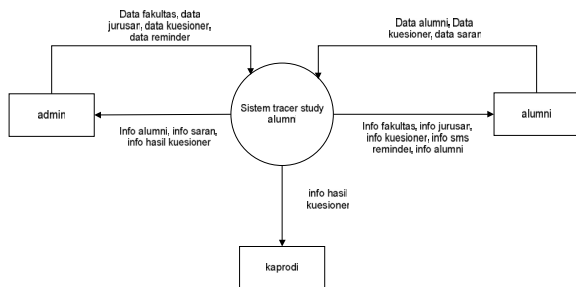 Data fakultas, data
jurusan, data kuesioner,
data reminder
Data alumni, Data
kuesioner, data saran
admin
Sistem tracer study
alumn
alumni
Info alumni, info saran,
info hasil kuesioner
Info fakultas, info jurusan,
info kuesioner, info sms
reminder, info alumni
info hasil
kuesioner
kaprodi